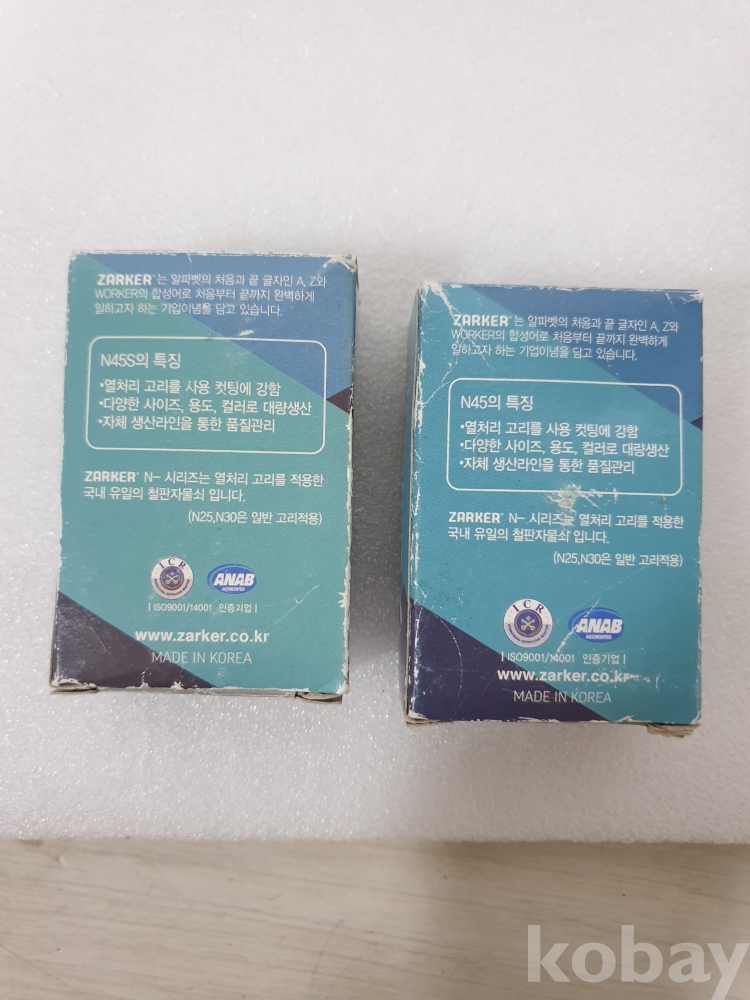 ZARKER®는 알파벳의 처음과 끝 글자인 A, Z와
WORKER의 합성어로 처음부터 끝까지 완벽하게
일하고자 하는 기업이념를 담고 있습니다.
N45S의 특징
•열처리 고리를 사용 컷팅에 강함
•다양한 사이즈, 용도, 컬러로 대량생산
•자체 생산라인을 통한 품질관리
ZARKER® N- 시리즈는 열처리 고리를 적용한
국내 유일의 철판자물쇠 입니다.
(N25,N30은 일반 고리적용)
ICR
ANAB
ACCREDITED
| ISO9001/14001 인증기업 |
www.zarker.co.kr
MADE IN KOREA
ZARKER®는 알파벳의 처음과 끝 글자인 A, Z와
WORKER의 합성어로 처음부터 끝까지 완벽하게
일하고자 하는 기업이념를 담고 있습니다.
N45의 특징
•열처리 고리를 사용 컷팅에 강함
•다양한 사이즈, 용도, 컬러로 대량생산
•자체 생산라인을 통한 품질관리
ZARKER® N- 시리즈는 열처리 고리를 적용한
국내 유일의 철판자물쇠 입니다.
(N25,N30은 일반 고리적용)
ICR
ANAB
ACCREDITED
| ISO9001/14001 인증기업 |
www.zarker.co.kr
MADE IN KOREA
kobay